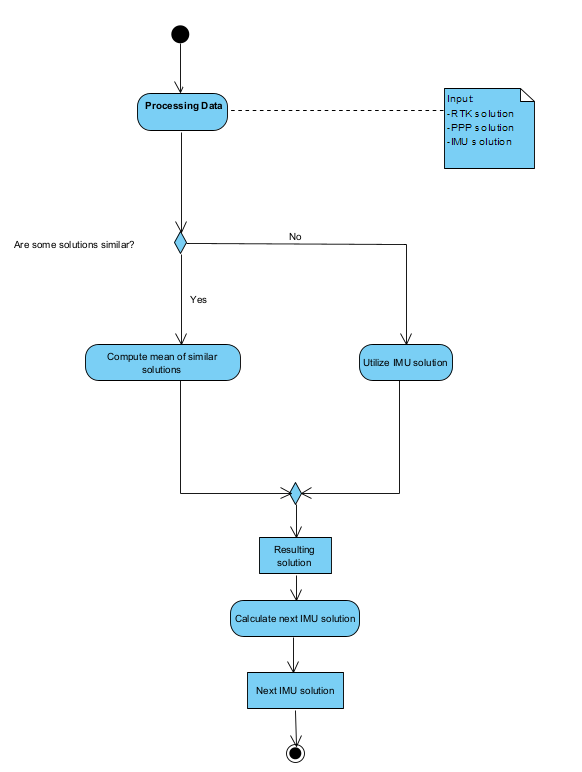 Processing Data
Input
-RTK solution
-PPP solution
-IMU solution
Are some solutions similar?
No
Yes
Compute mean of similar
solutions
Utilize IMU solution
Resulting
solution
Calculate next IMU solution
Next IMU solution